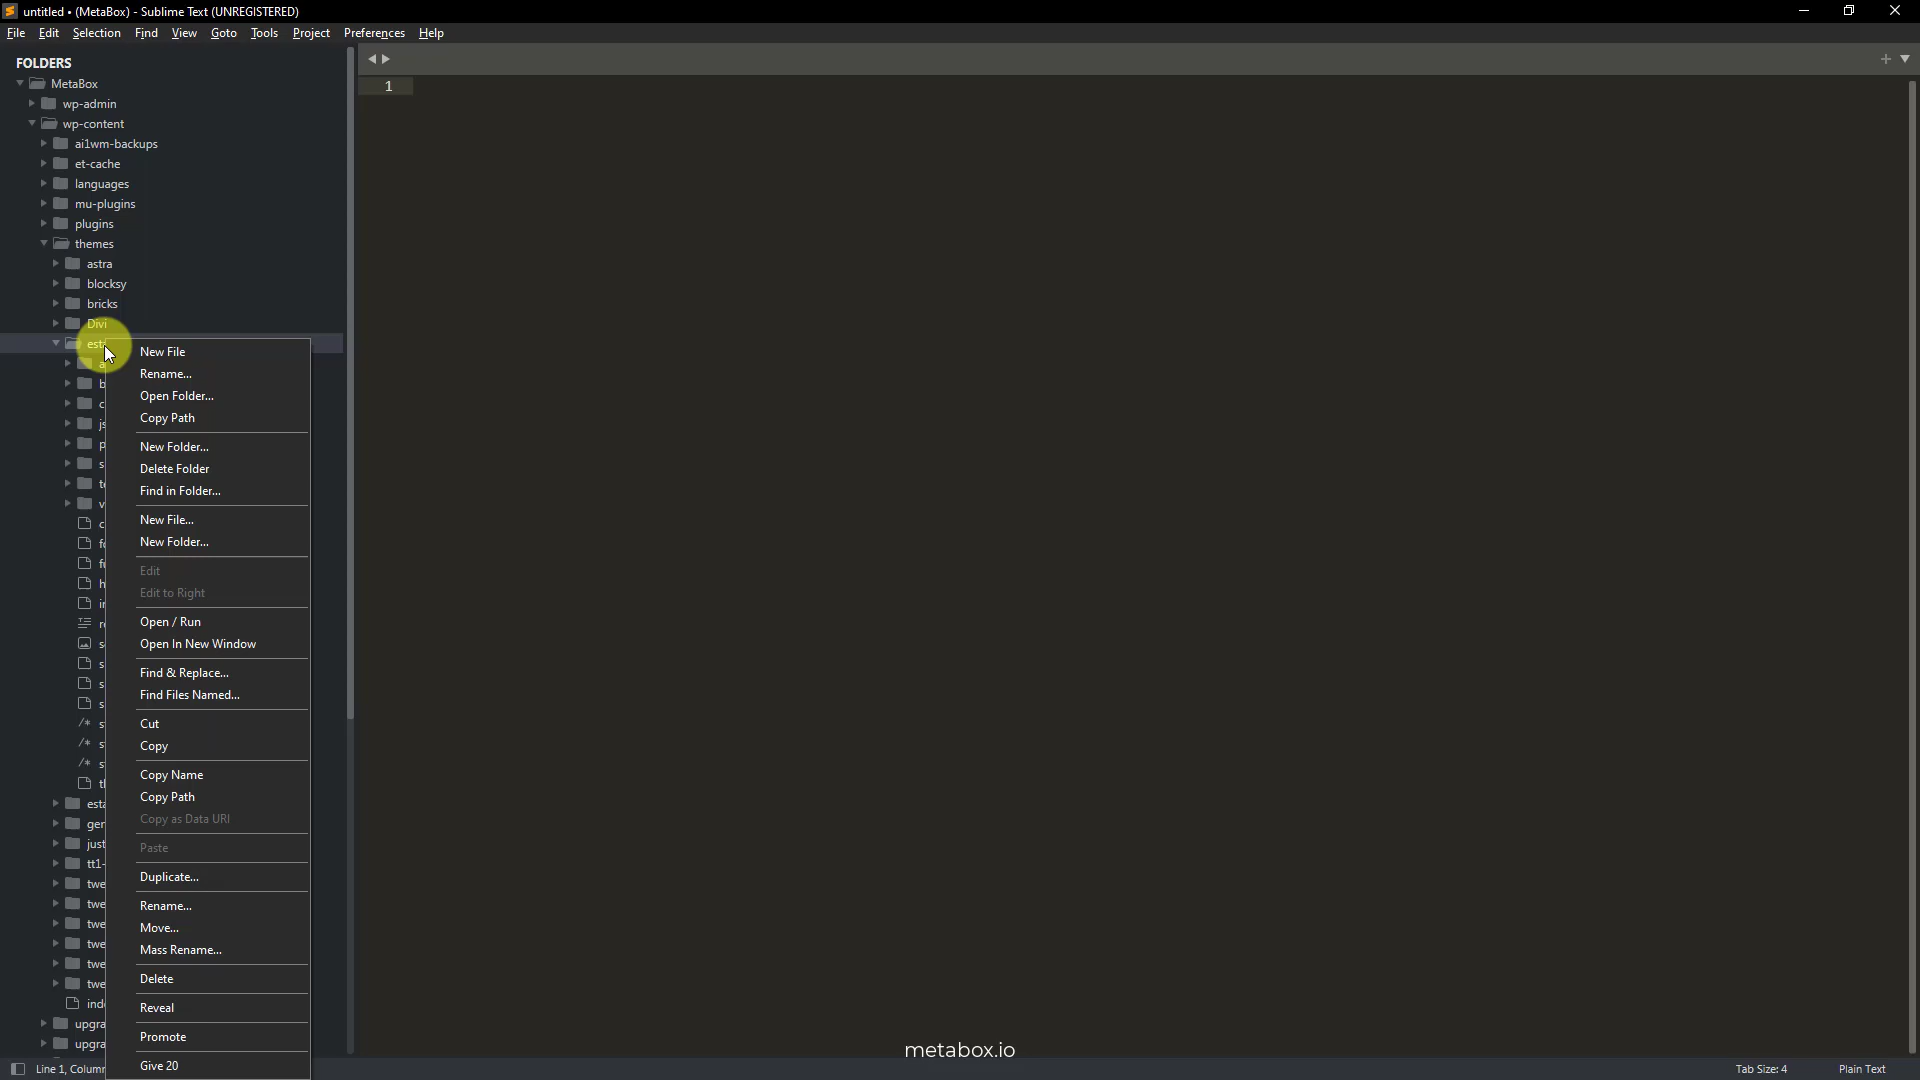 untitled • (MetaBox) - Sublime Text (UNREGISTERED)
File Edit Selection Find View Goto Tools Project Preferences Help
FOLDERS
MetaBox
wp-admin
wp-content
ai1wm-backups
et-cache
languages
mu-plugins
plugins
themes
astra
blocksy
bricks
Divi
1
New File
Rename...
Open Folder...
Copy Path
New Folder...
Delete Folder
Find in Folder...
New File...
New Folder...
Edit
Edit to Right
Open / Run
Open In New Window
Find & Replace...
Find Files Named...
Cut
Copy
Copy Name
Copy Path
Copy as Data URI
Paste
Duplicate...
Rename...
Move...
Mass Rename...
Delete
Reveal
Promote
Give 20
metabox.io
Line 1, Colum
Tab Size: 4
Plain Text